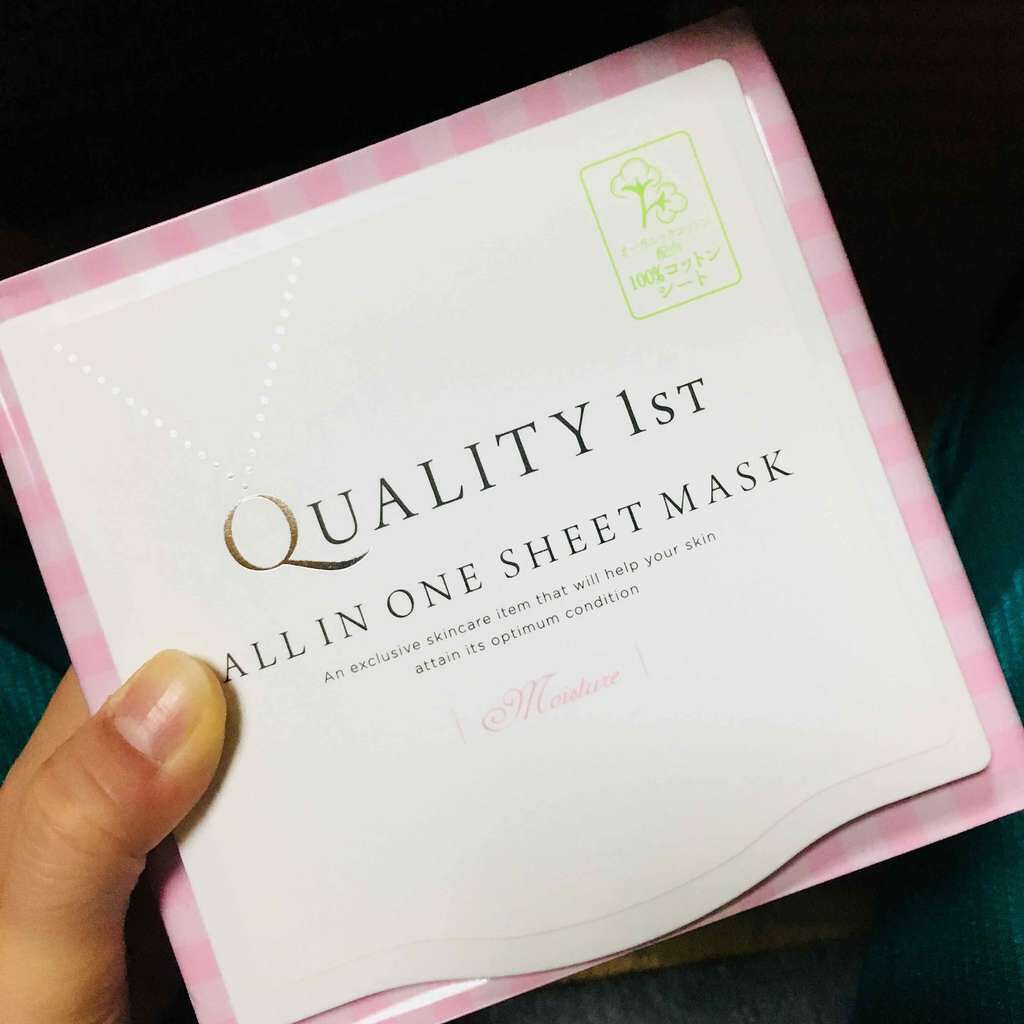 オーガニックコットン
配合
100%コットン
シート
QUALITY 1ST
ALL IN ONE SHEET MASK
An exclusive skincare item that will help your skin
attain its optimum condition
Moisture